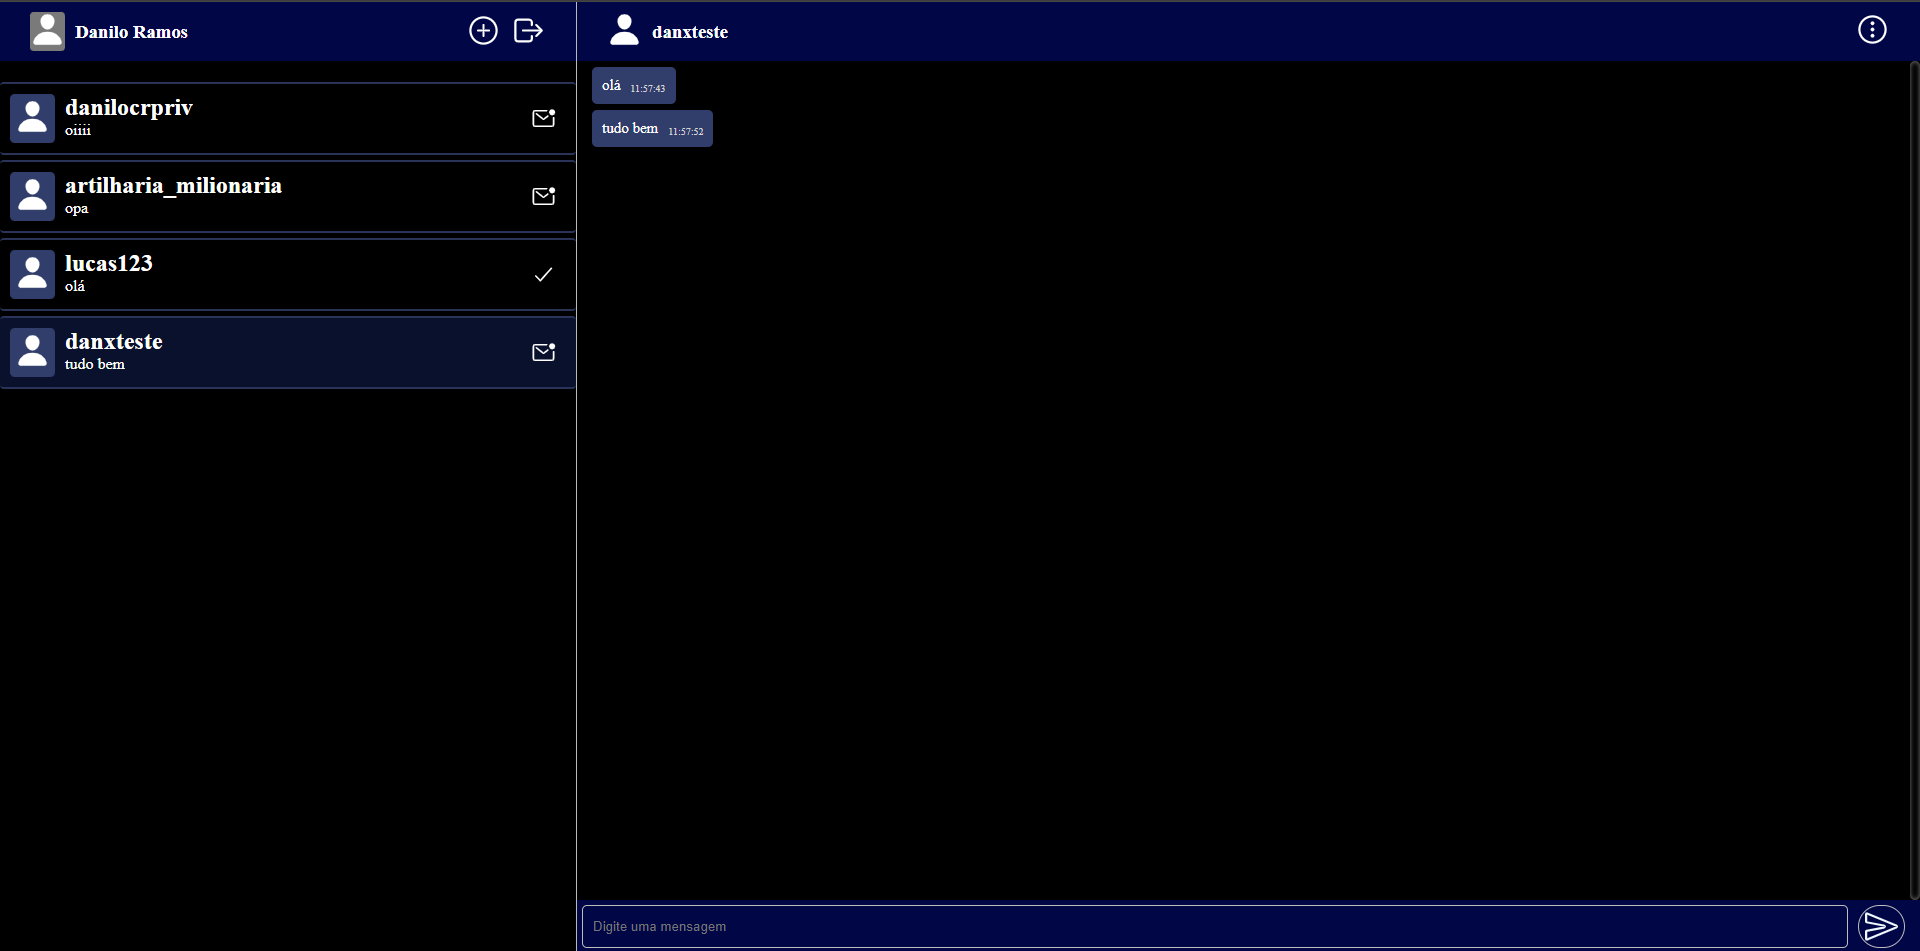 Danilo Ramos
danilocrpriv
oiiii
artilharia_milionaria
opa
lucas123
olá
danxteste
tudo bem
danxteste
olá 11:57:43
tudo bem 11:57:52
Digite uma mensagem